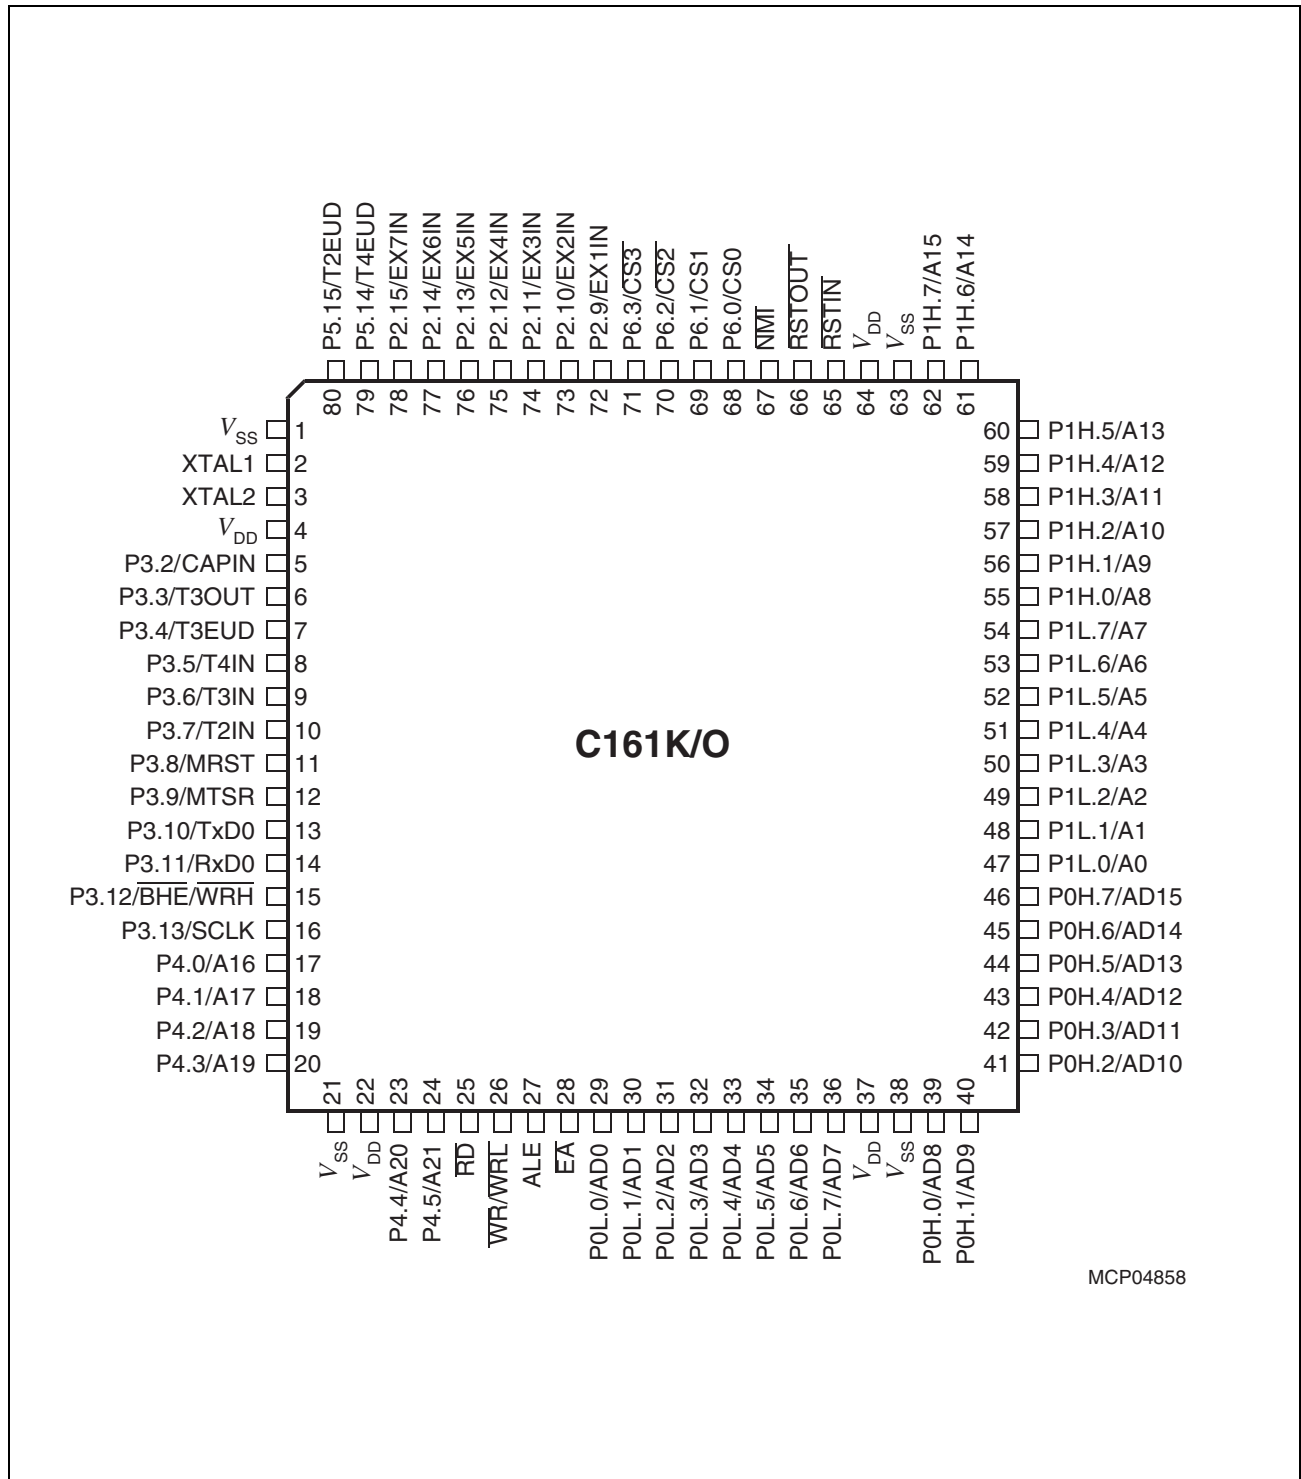 P5.15/T2EUD
P5.14/T4EUD
P2.15/EX7IN
P2.14/EX6IN
P2.13/EX5IN
P2.12/EX4IN
P2.11/EX3IN
P2.10/EX2IN
P2.9/EX1IN
P6.3/C̅S̅3̅
P6.2/C̅S̅2̅
P6.1/CS1
P6.0/CS0
N̅M̅I̅
R̅S̅T̅O̅U̅T̅
R̅S̅T̅I̅N̅
VDD
VSS
P1H.7/A15
P1H.6/A14
80 79 78 77 76 75 74 73 72 71 70 69 68 67 66 65 64 63 62 61
VSS 1
XTAL1 2
XTAL2 3
VDD 4
P3.2/CAPIN 5
P3.3/T3OUT 6
P3.4/T3EUD 7
P3.5/T4IN 8
P3.6/T3IN 9
P3.7/T2IN 10
P3.8/MRST 11
P3.9/MTSR 12
P3.10/TxD0 13
P3.11/RxD0 14
P3.12/B̅H̅E̅/W̅R̅H̅ 15
P3.13/SCLK 16
P4.0/A16 17
P4.1/A17 18
P4.2/A18 19
P4.3/A19 20
C161K/O
60 P1H.5/A13
59 P1H.4/A12
58 P1H.3/A11
57 P1H.2/A10
56 P1H.1/A9
55 P1H.0/A8
54 P1L.7/A7
53 P1L.6/A6
52 P1L.5/A5
51 P1L.4/A4
50 P1L.3/A3
49 P1L.2/A2
48 P1L.1/A1
47 P1L.0/A0
46 P0H.7/AD15
45 P0H.6/AD14
44 P0H.5/AD13
43 P0H.4/AD12
42 P0H.3/AD11
41 P0H.2/AD10
21 22 23 24 25 26 27 28 29 30 31 32 33 34 35 36 37 38 39 40
VSS
VDD
P4.4/A20
P4.5/A21
R̅D̅
W̅R̅/W̅R̅L̅
ALE
E̅A̅
P0L.0/AD0
P0L.1/AD1
P0L.2/AD2
P0L.3/AD3
P0L.4/AD4
P0L.5/AD5
P0L.6/AD6
P0L.7/AD7
VDD
VSS
P0H.0/AD8
P0H.1/AD9
MCP04858